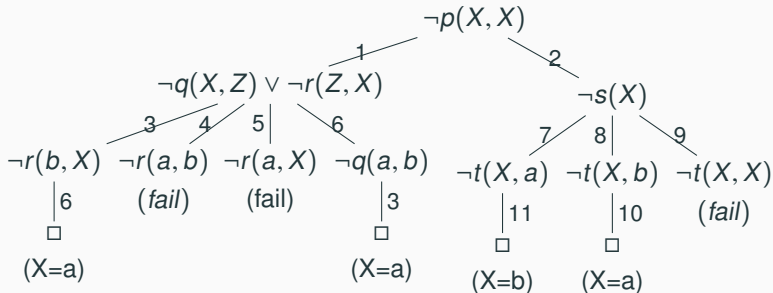 ¬p(X, X)
1 2
¬q(X, Z) ∨ ¬r(Z, X) ¬s(X)
3 4 5 6 7 8 9
¬r(b, X) ¬r(a, b) ¬r(a, X) ¬q(a, b) ¬t(X, a) ¬t(X, b) ¬t(X, X)
(fail) (fail) (fail)
6 3 11 10
□ □ □ □
(X=a) (X=a) (X=b) (X=a)